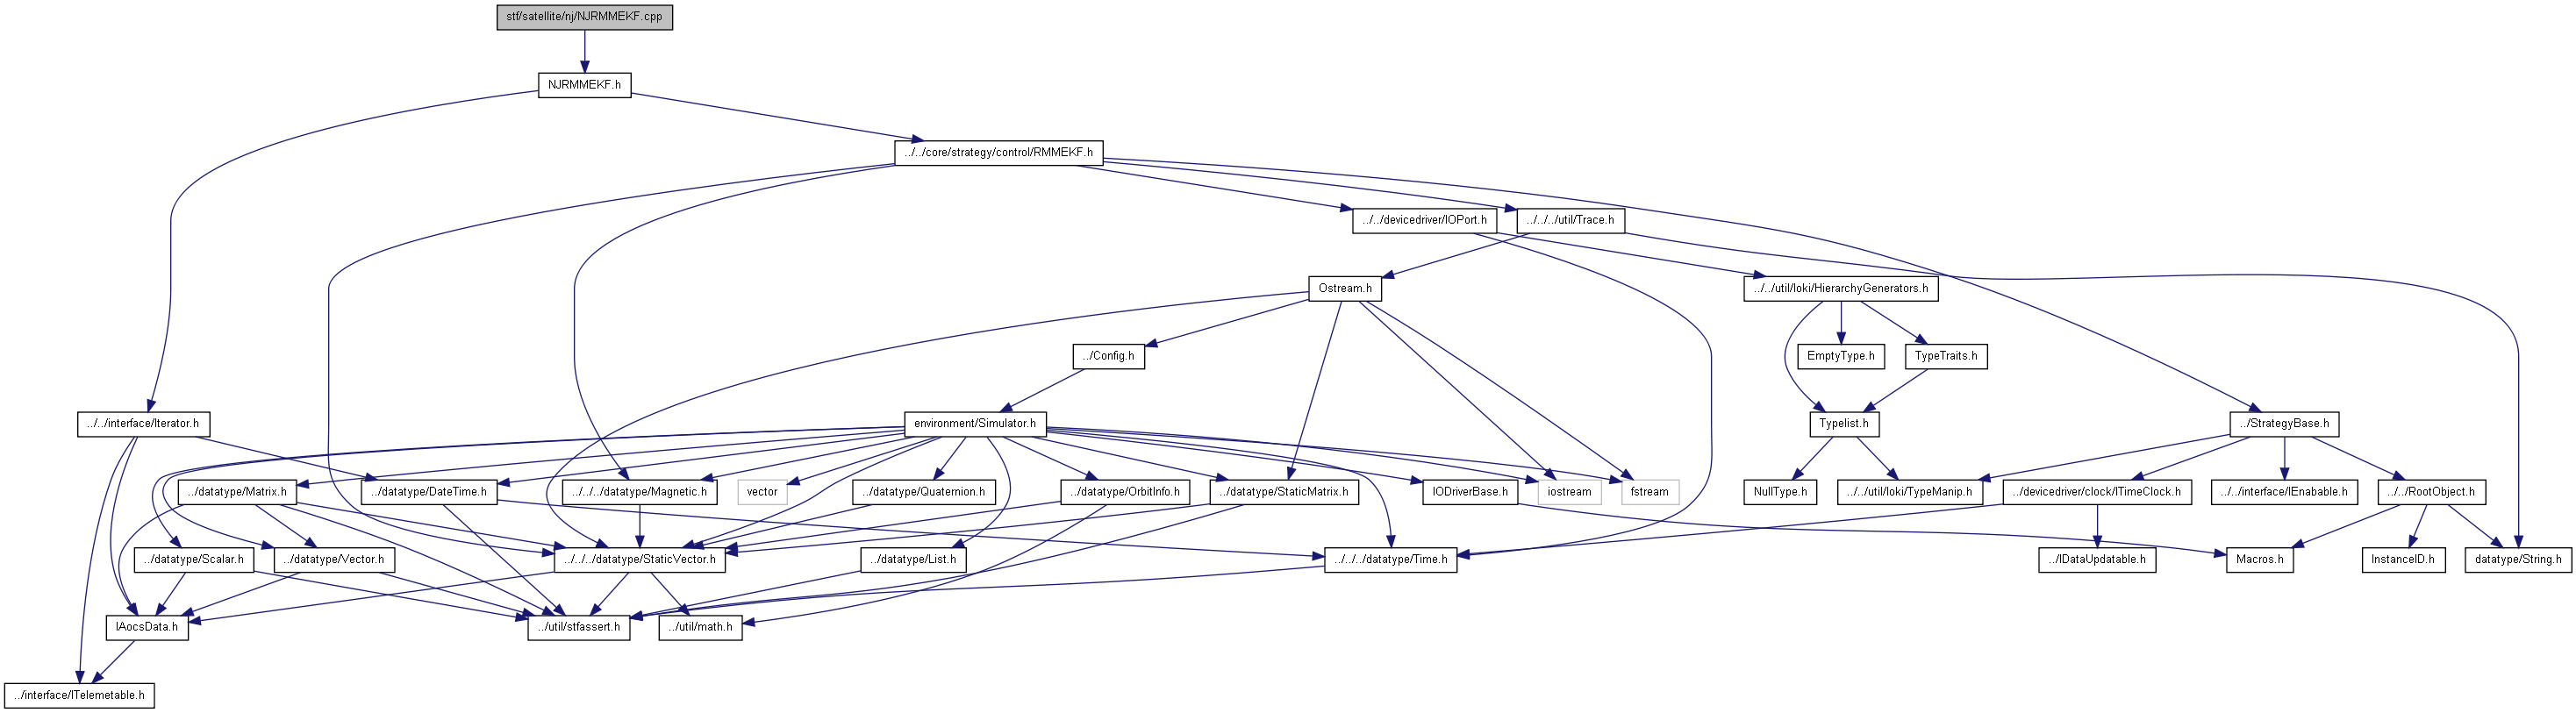 stf/satellite/nj/NJRMMEKF.cpp
NJRMMEKF.h
../../core/strategy/control/RMMEKF.h
../../devicedriver/IOPort.h
../../../util/Trace.h
Ostream.h
../../util/loki/HierarchyGenerators.h
../Config.h
EmptyType.h
TypeTraits.h
../../interface/Iterator.h
environment/Simulator.h
Typelist.h
../StrategyBase.h
../datatype/Matrix.h
../datatype/DateTime.h
../../../datatype/Magnetic.h
vector
../datatype/Quaternion.h
../datatype/OrbitInfo.h
../datatype/StaticMatrix.h
IODriverBase.h
iostream
fstream
NullType.h
../../util/loki/TypeManip.h
../devicedriver/clock/ITimeClock.h
../../interface/IEnabable.h
../../RootObject.h
../datatype/Scalar.h
../datatype/Vector.h
../../../datatype/StaticVector.h
../datatype/List.h
../../../datatype/Time.h
../IDataUpdatable.h
Macros.h
InstanceID.h
datatype/String.h
IAocsData.h
../util/stfassert.h
../util/math.h
../interface/ITelemetable.h